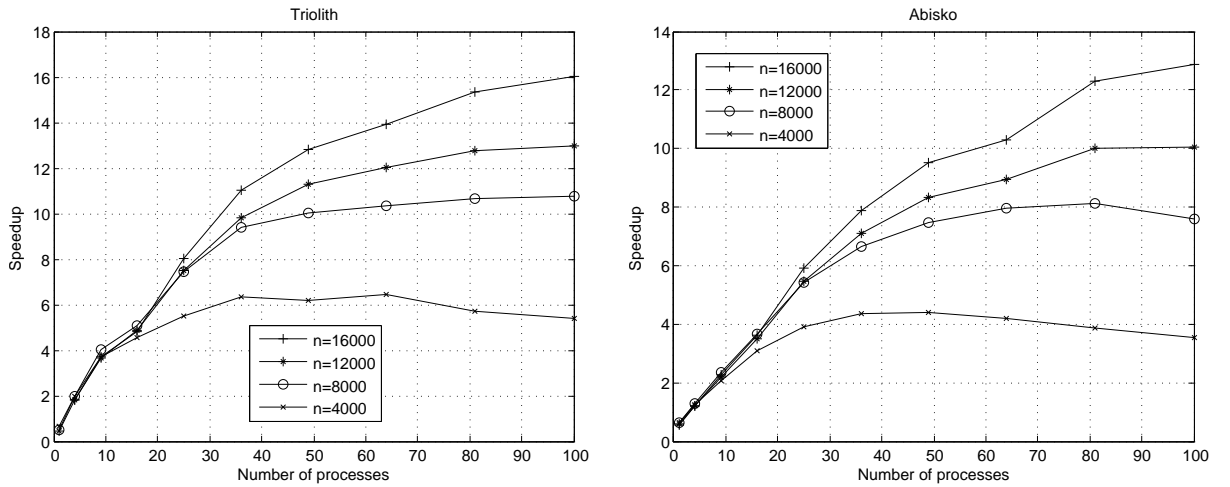 Triolith
18
16
14
12
10
8
6
4
2
0
Speedup
0 10 20 30 40 50 60 70 80 90 100
Number of processes
n=16000
n=12000
n=8000
n=4000
Abisko
14
12
10
8
6
4
2
0
Speedup
0 10 20 30 40 50 60 70 80 90 100
Number of processes
n=16000
n=12000
n=8000
n=4000